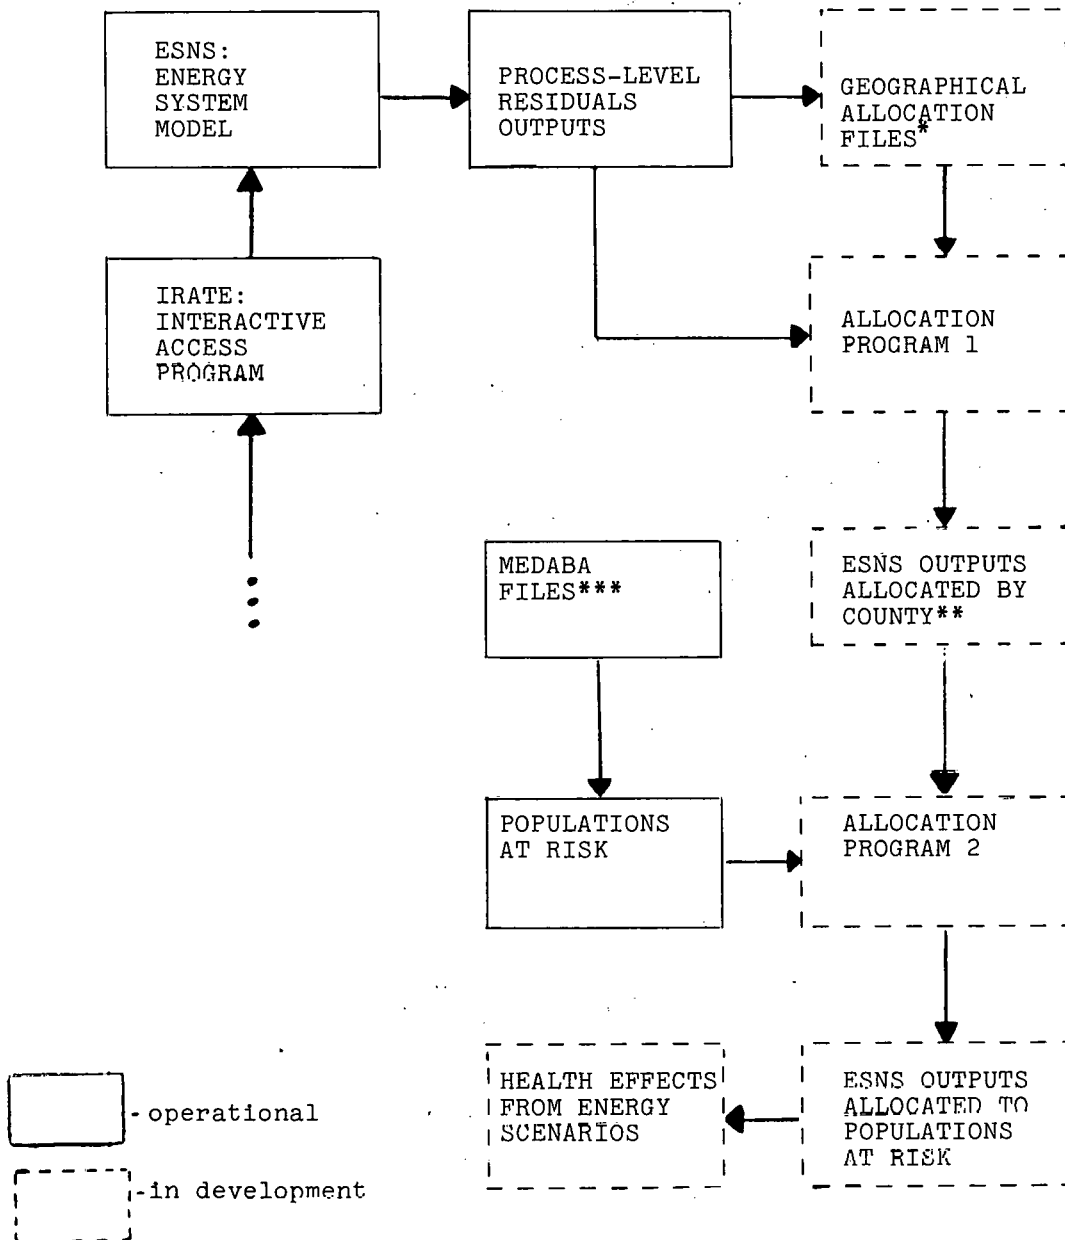 ESNS:
ENERGY
SYSTEM
MODEL
PROCESS-LEVEL
RESIDUALS
OUTPUTS
GEOGRAPHICAL
ALLOCATION
FILES*
IRATE:
INTERACTIVE
ACCESS
PROGRAM
ALLOCATION
PROGRAM 1
MEDABA
FILES***
ESNS OUTPUTS
ALLOCATED BY
COUNTY**
POPULATIONS
AT RISK
ALLOCATION
PROGRAM 2
HEALTH EFFECTS
FROM ENERGY
SCENARIOS
ESNS OUTPUTS
ALLOCATED TO
POPULATIONS
AT RISK
- operational
-in development